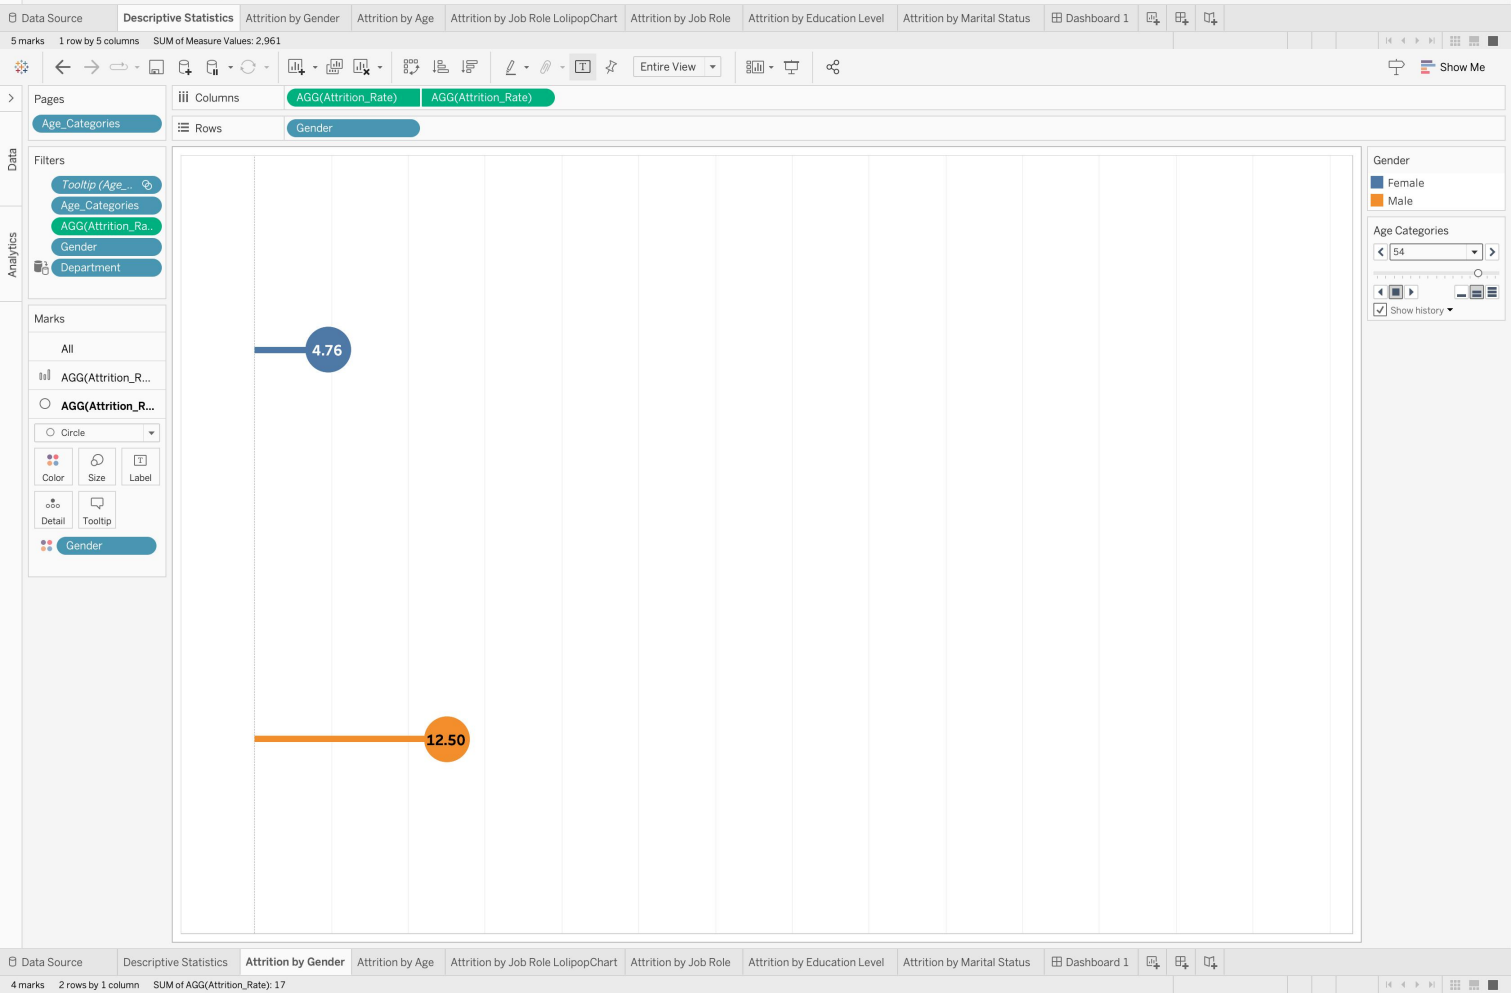 Data Source Descriptive Statistics Attrition by Gender Attrition by Age Attrition by Job Role LolipopChart Attrition by Job Role Attrition by Education Level Attrition by Marital Status Dashboard 1
5 marks 1 row by 5 columns SUM of Measure Values: 2,961
Entire View Show Me
Pages
Age_Categories
Columns AGG(Attrition_Rate) AGG(Attrition_Rate)
Rows Gender
Data
Analytics
Filters
Tooltip (Age_..
Age_Categories
AGG(Attrition_Ra..
Gender
Department
Marks
All
AGG(Attrition_R...
AGG(Attrition_R...
Circle
Color Size Label
Detail Tooltip
Gender
4.76
12.50
Gender
Female
Male
Age Categories
54
Show history
Data Source Descriptive Statistics Attrition by Gender Attrition by Age Attrition by Job Role LolipopChart Attrition by Job Role Attrition by Education Level Attrition by Marital Status Dashboard 1
4 marks 2 rows by 1 column SUM of AGG(Attrition_Rate): 17